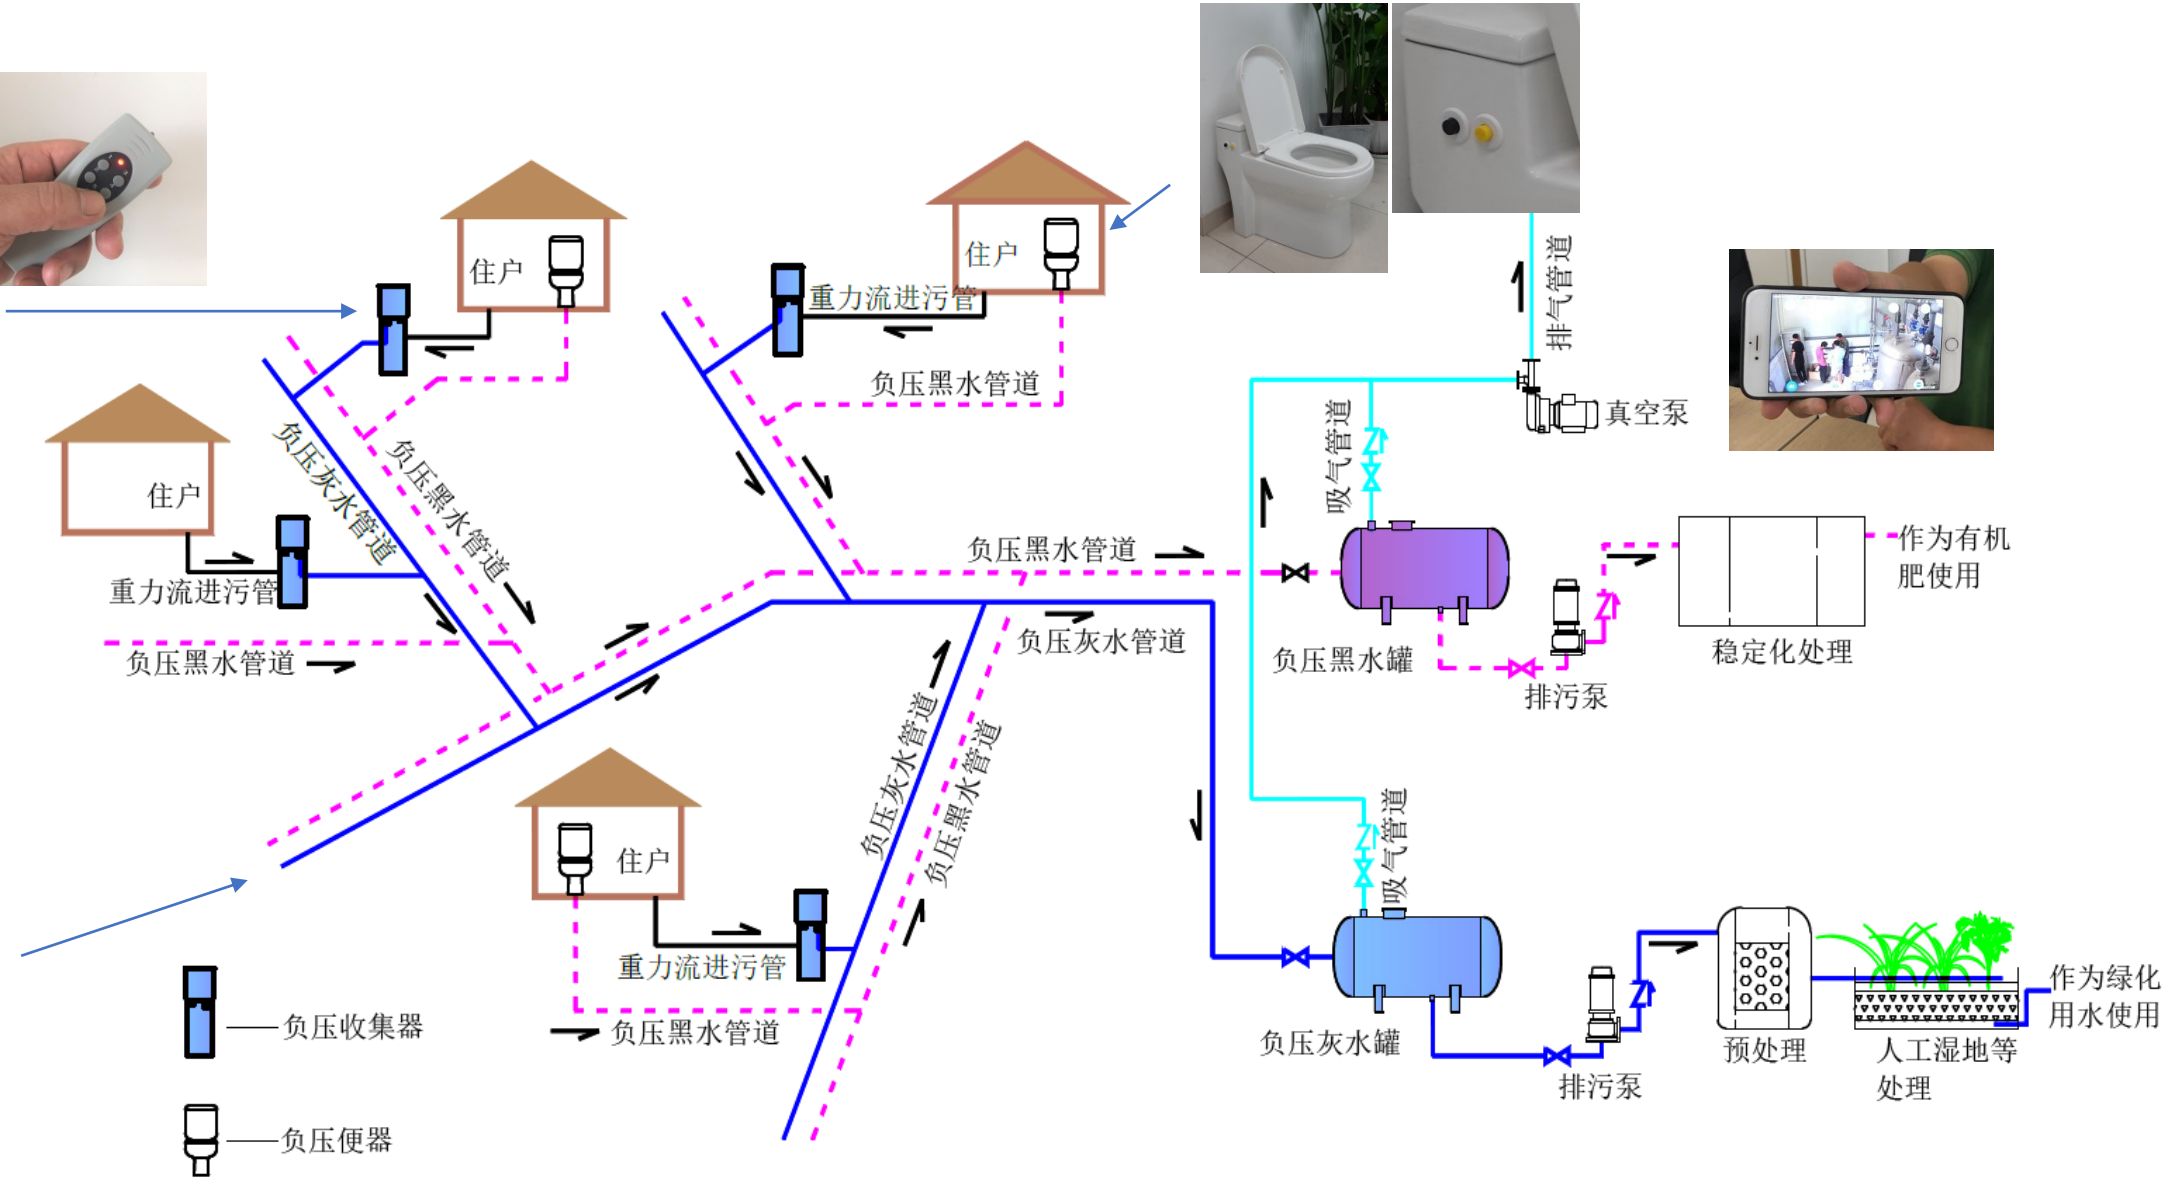 住户
住户
重力流进污管
排气管道
负压黑水管道
吸气管道
真空泵
负压灰水管道
负压黑水管道
住户
重力流进污管
负压黑水管道
负压黑水管道
负压灰水管道
负压黑水罐
排污泵
稳定化处理
作为有机
肥使用
负压灰水管道
负压黑水管道
住户
重力流进污管
负压黑水管道
吸气管道
负压灰水罐
排污泵
预处理
人工湿地等
处理
作为绿化
用水使用
负压收集器
负压便器